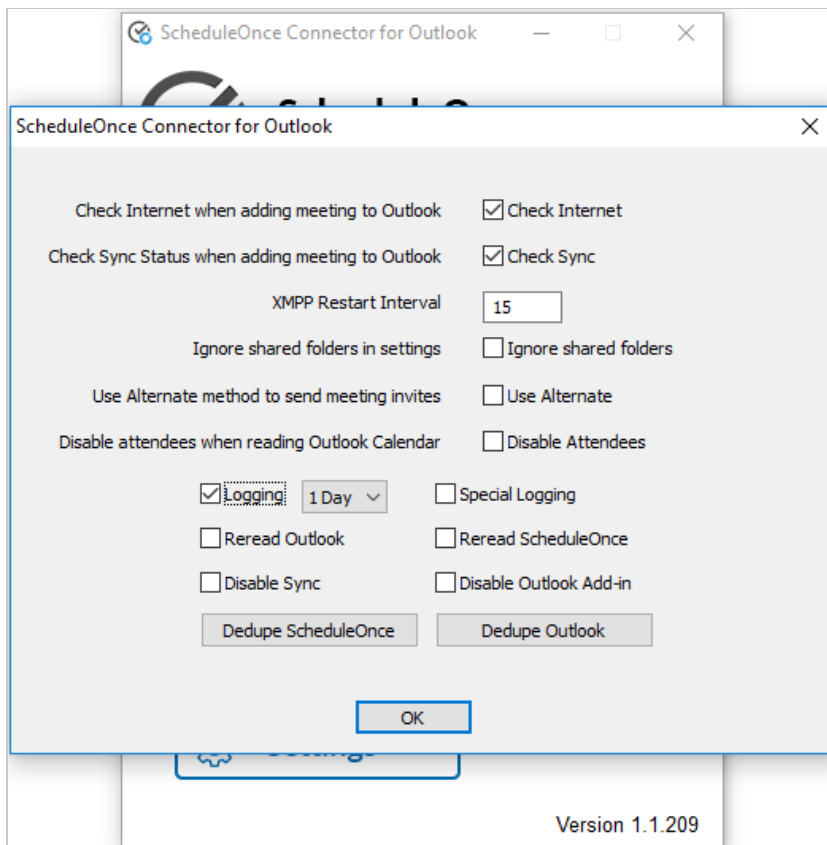 ScheduleOnce Connector for Outlook
ScheduleOnce Connector for Outlook
Check Internet when adding meeting to Outlook Check Internet
Check Sync Status when adding meeting to Outlook Check Sync
XMPP Restart Interval 15
Ignore shared folders in settings Ignore shared folders
Use Alternate method to send meeting invites Use Alternate
Disable attendees when reading Outlook Calendar Disable Attendees
Logging 1 Day Special Logging
Reread Outlook Reread ScheduleOnce
Disable Sync Disable Outlook Add-in
Dedupe ScheduleOnce Dedupe Outlook
OK
Settings
Version 1.1.209